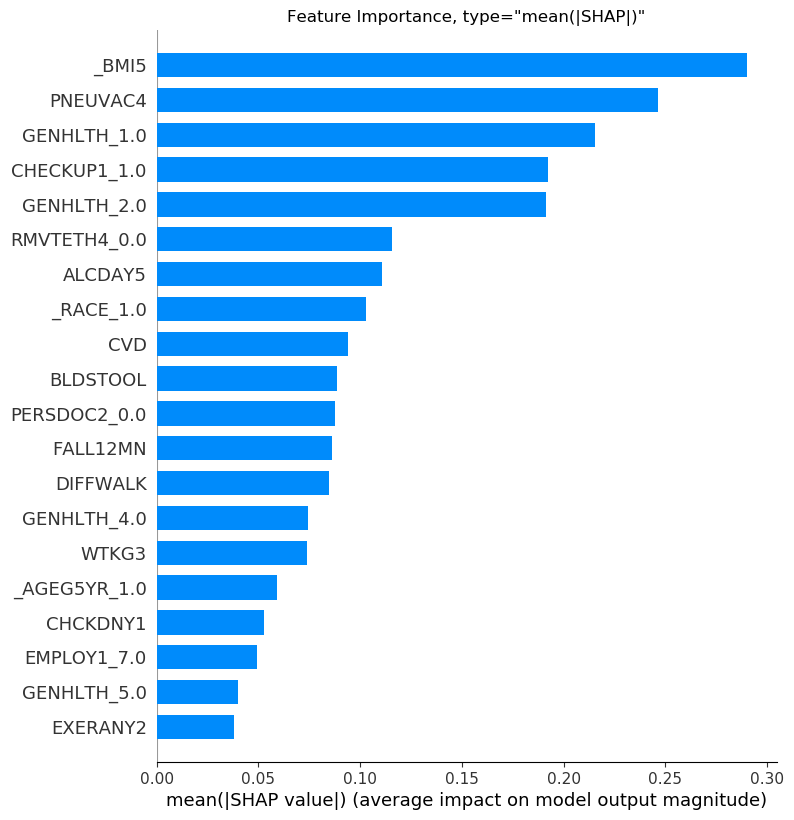 Feature Importance, type="mean(|SHAP|)"
_BMI5
PNEUVAC4
GENHLTH_1.0
CHECKUP1_1.0
GENHLTH_2.0
RMVTETH4_0.0
ALCDAY5
_RACE_1.0
CVD
BLDSTOOL
PERSDOC2_0.0
FALL12MN
DIFFWALK
GENHLTH_4.0
WTKG3
_AGEG5YR_1.0
CHCKDNY1
EMPLOY1_7.0
GENHLTH_5.0
EXERANY2
0.00 0.05 0.10 0.15 0.20 0.25 0.30
mean(|SHAP value|) (average impact on model output magnitude)